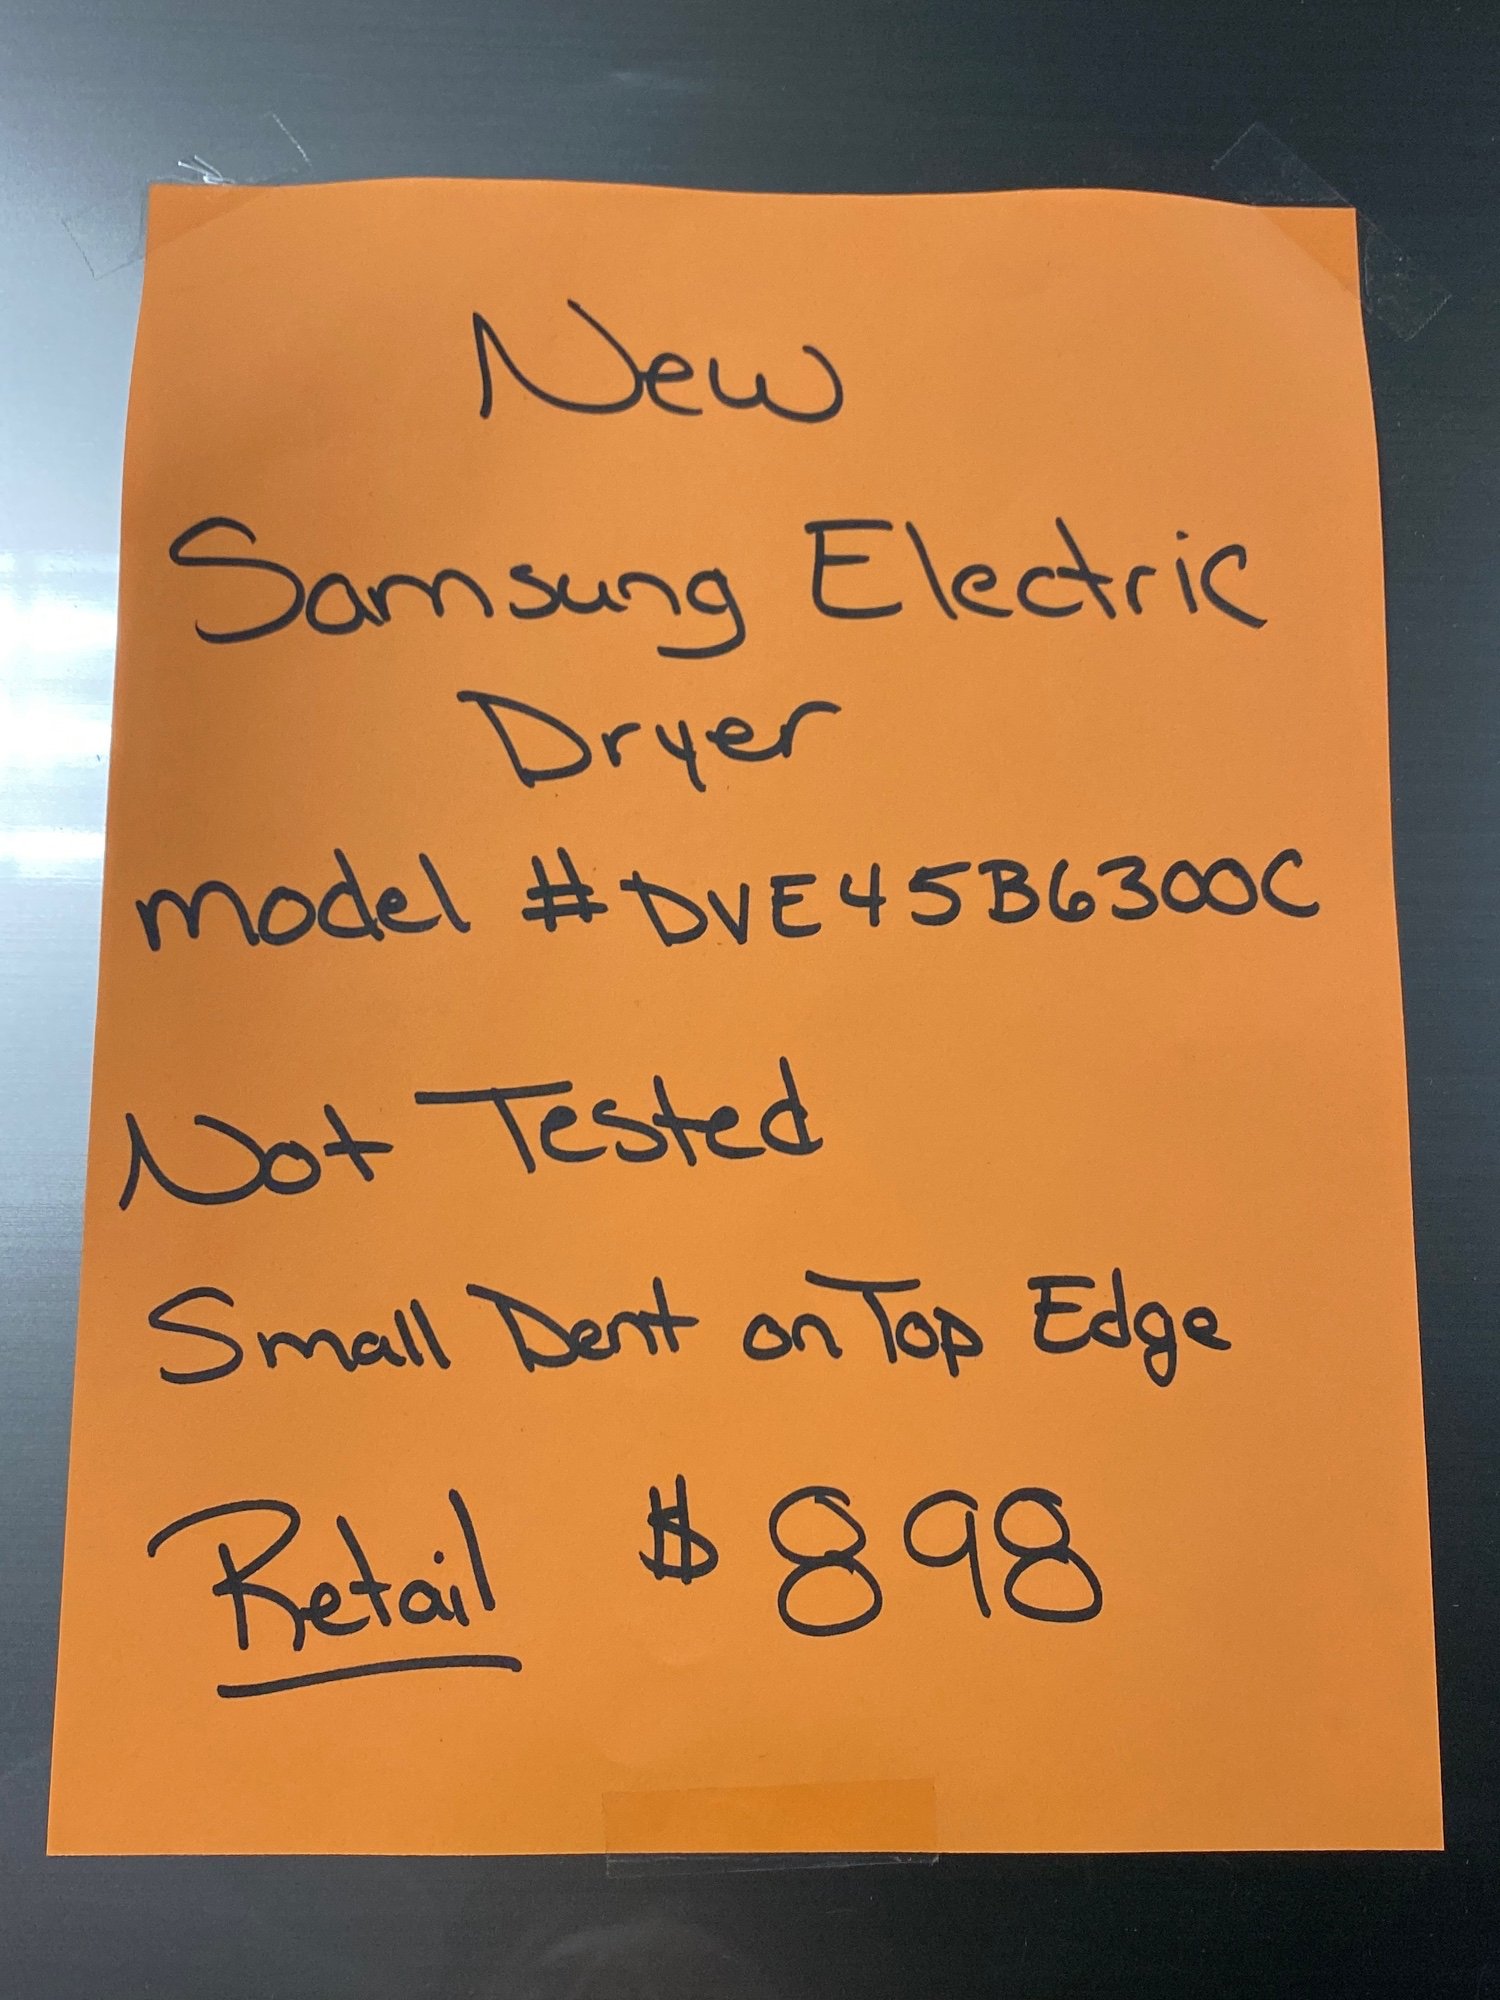 New
Samsung Electric
Dryer
Model #DVE45B6300C
Not Tested
Small Dent on Top Edge
Retail $898